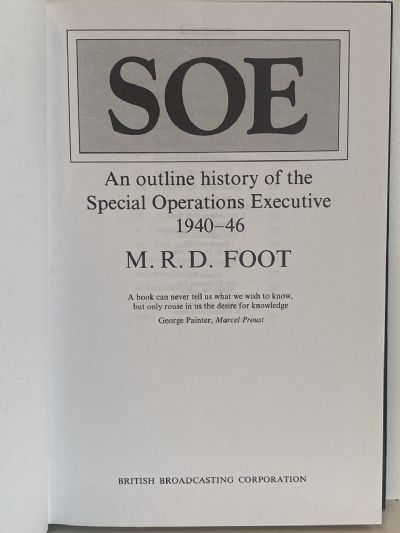 SOE
An outline history of the
Special Operations Executive
1940–46
M. R. D. FOOT
A book can never tell us what we wish to know,
but only rouse in us the desire for knowledge
George Painter, Marcel Proust
BRITISH BROADCASTING CORPORATION